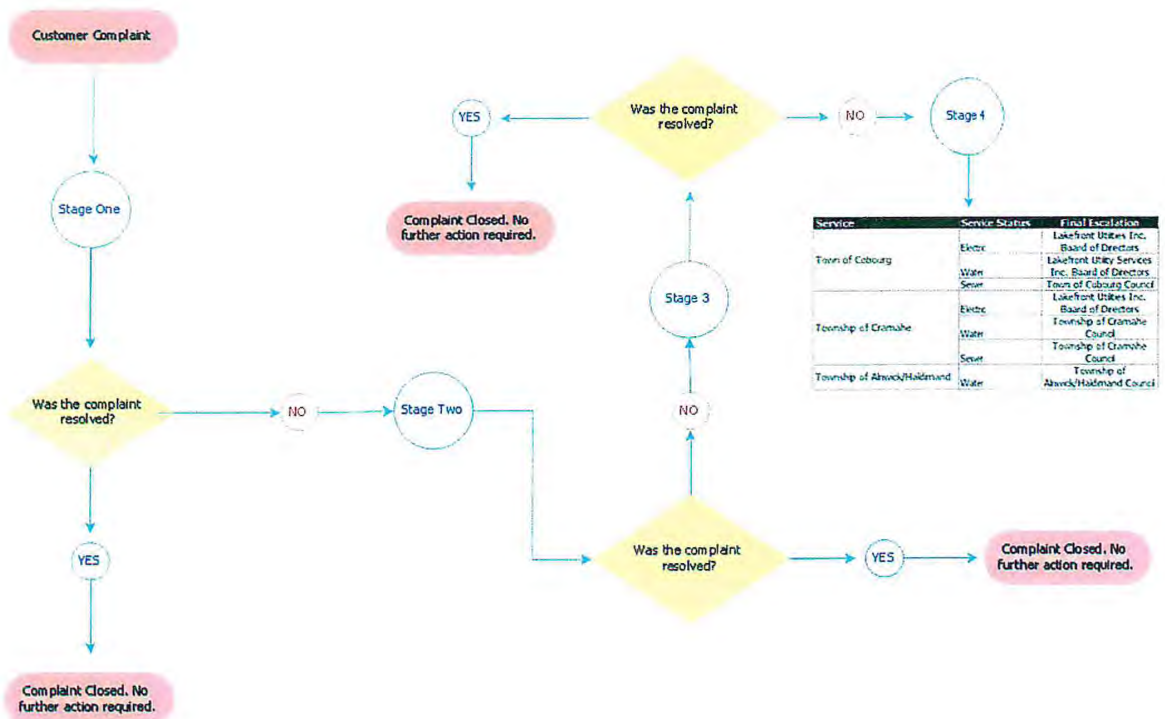 Customer Complaint
Stage One
Was the complaint
resolved?
YES
Complaint Closed. No
further action required.
NO
Stage Two
Was the complaint
resolved?
YES
Complaint Closed. No
further action required.
NO
Stage 3
Was the complaint
resolved?
YES
Complaint Closed. No
further action required.
NO
Stage 4
Service Service Status Final Escalation
Town of Cobourg
Electric Lakefront Utilities Inc.
Board of Directors
Water Lakefront Utility Services
Inc. Board of Directors
Sewer Town of Cobourg Council
Township of Cramahe
Electric Lakefront Utilities Inc.
Board of Directors
Water Township of Cramahe
Council
Sewer Township of Cramahe
Council
Township of Alnwick/Haldimand
Water Township of
Alnwick/Haldimand Council